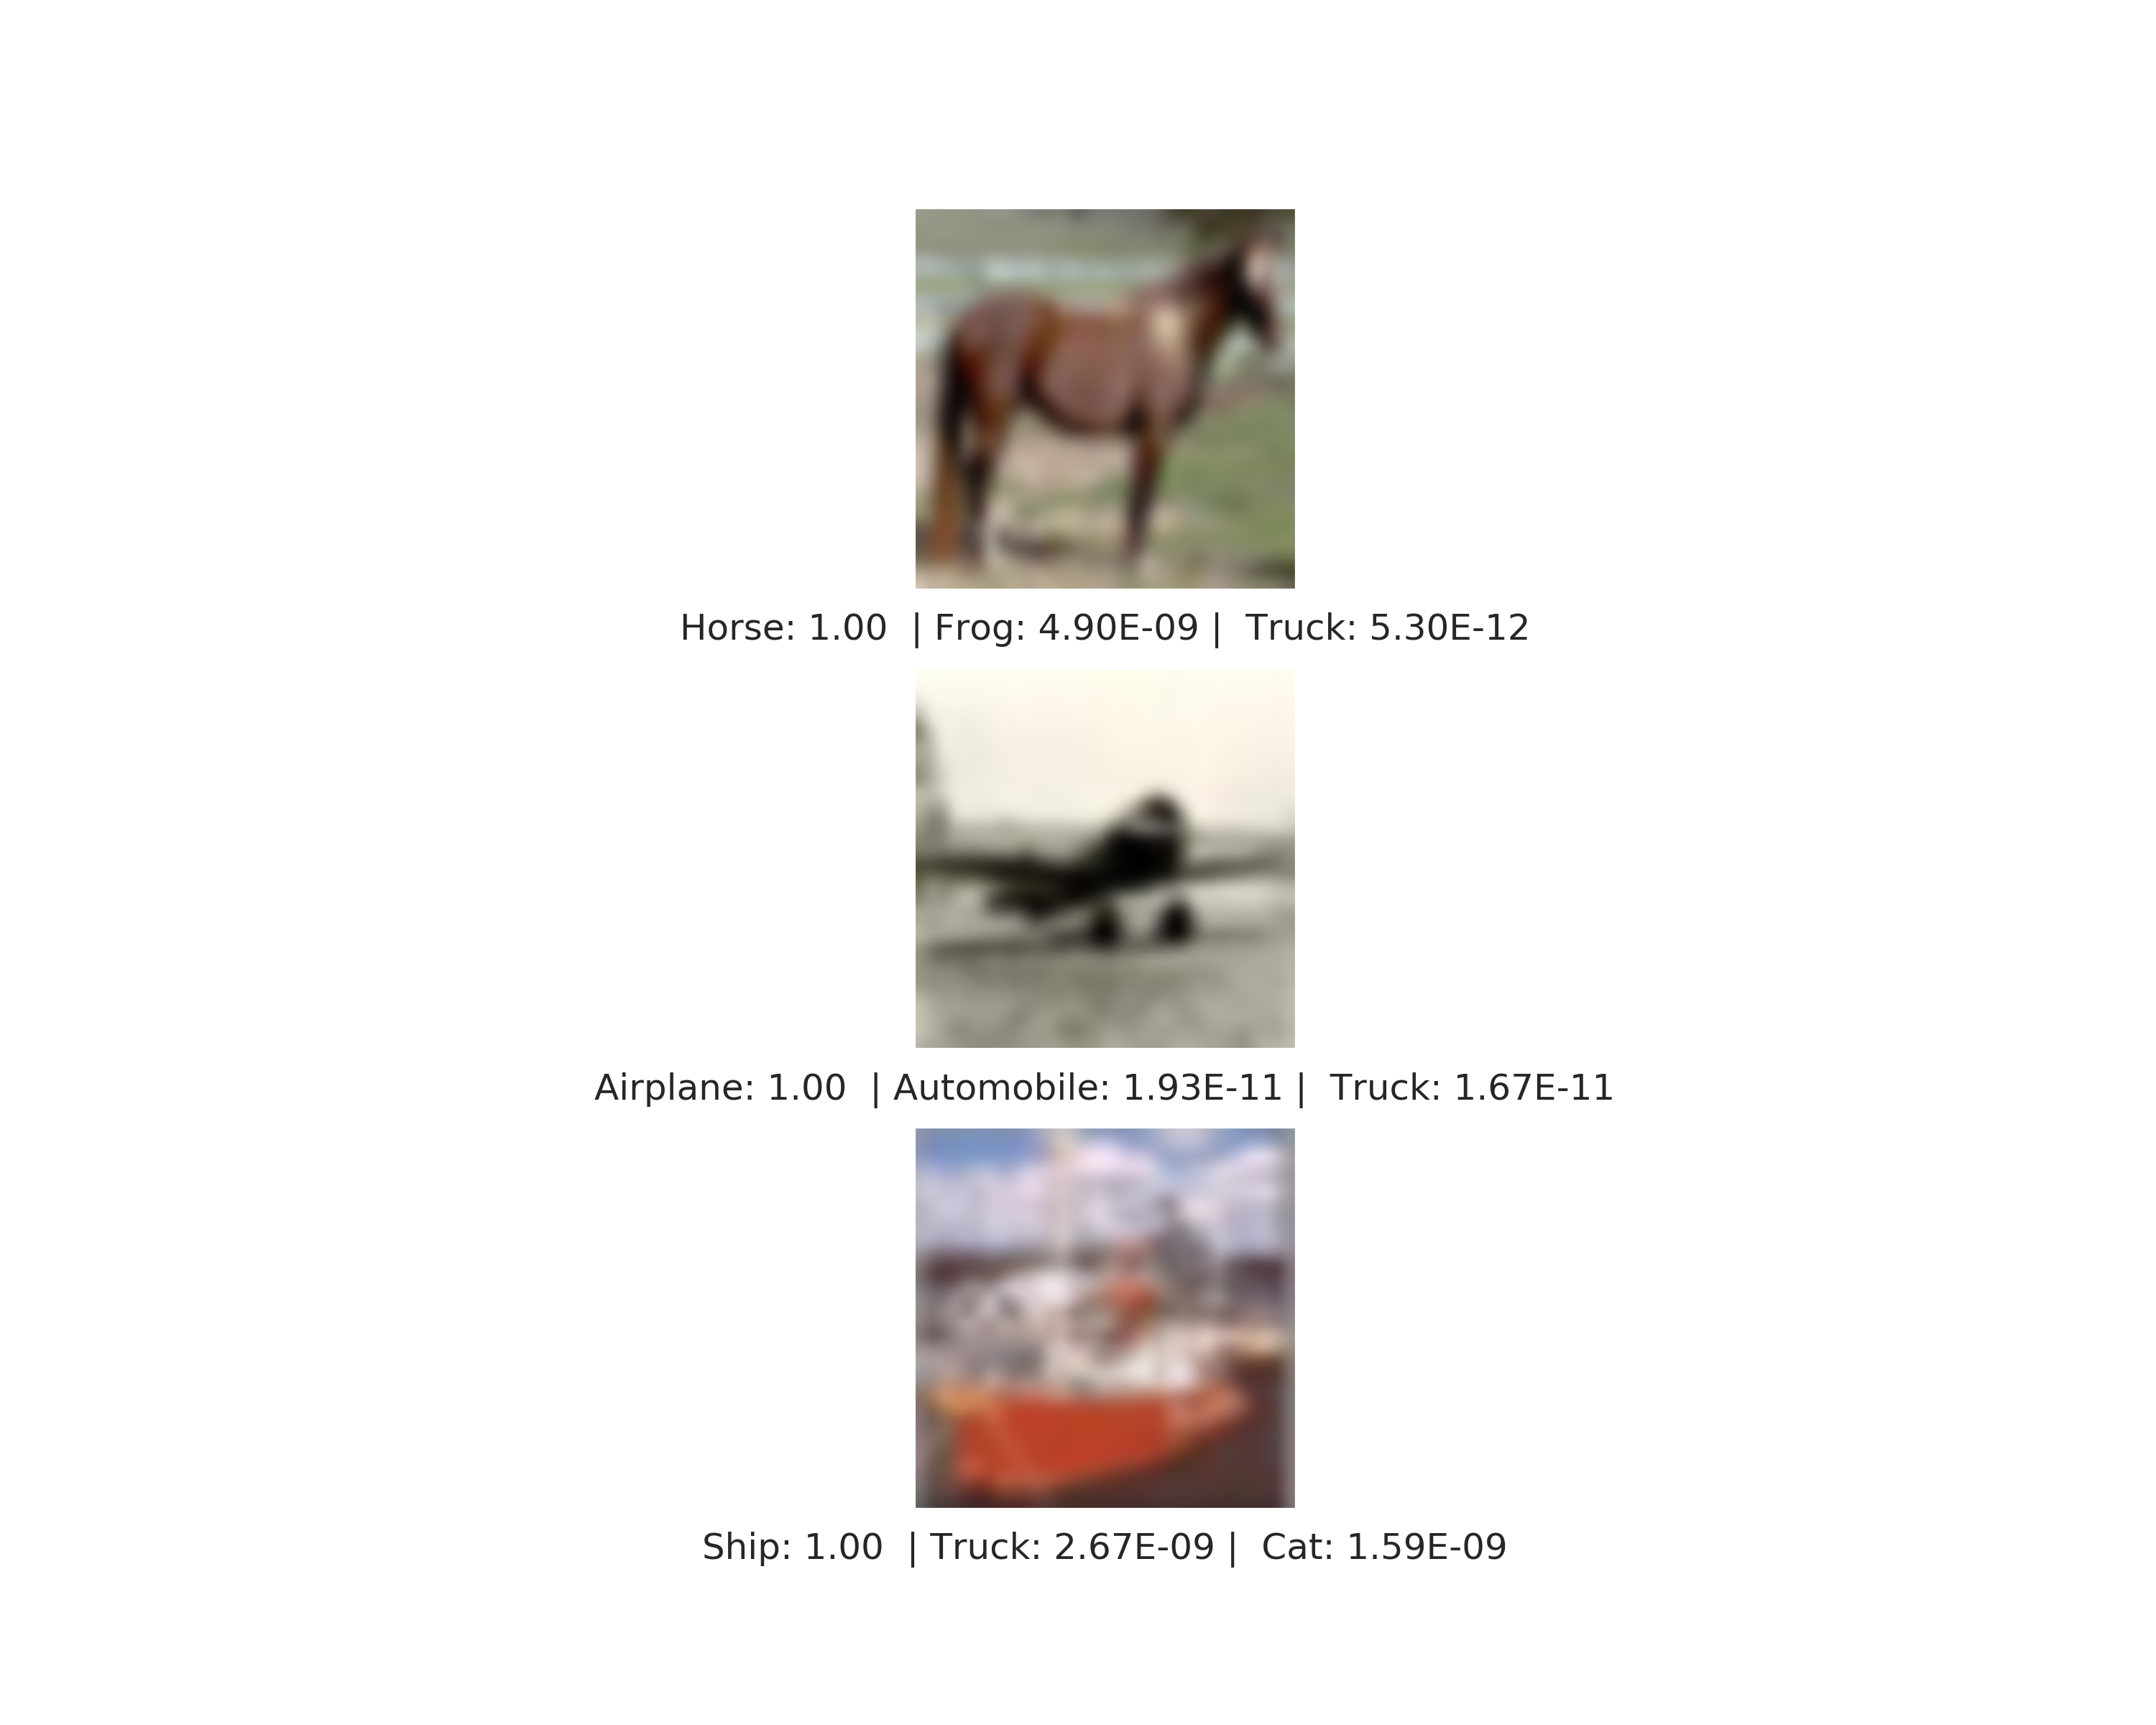 Horse: 1.00  | Frog: 4.90E-09 |  Truck: 5.30E-12
Airplane: 1.00  | Automobile: 1.93E-11 |  Truck: 1.67E-11
Ship: 1.00  | Truck: 2.67E-09 |  Cat: 1.59E-09